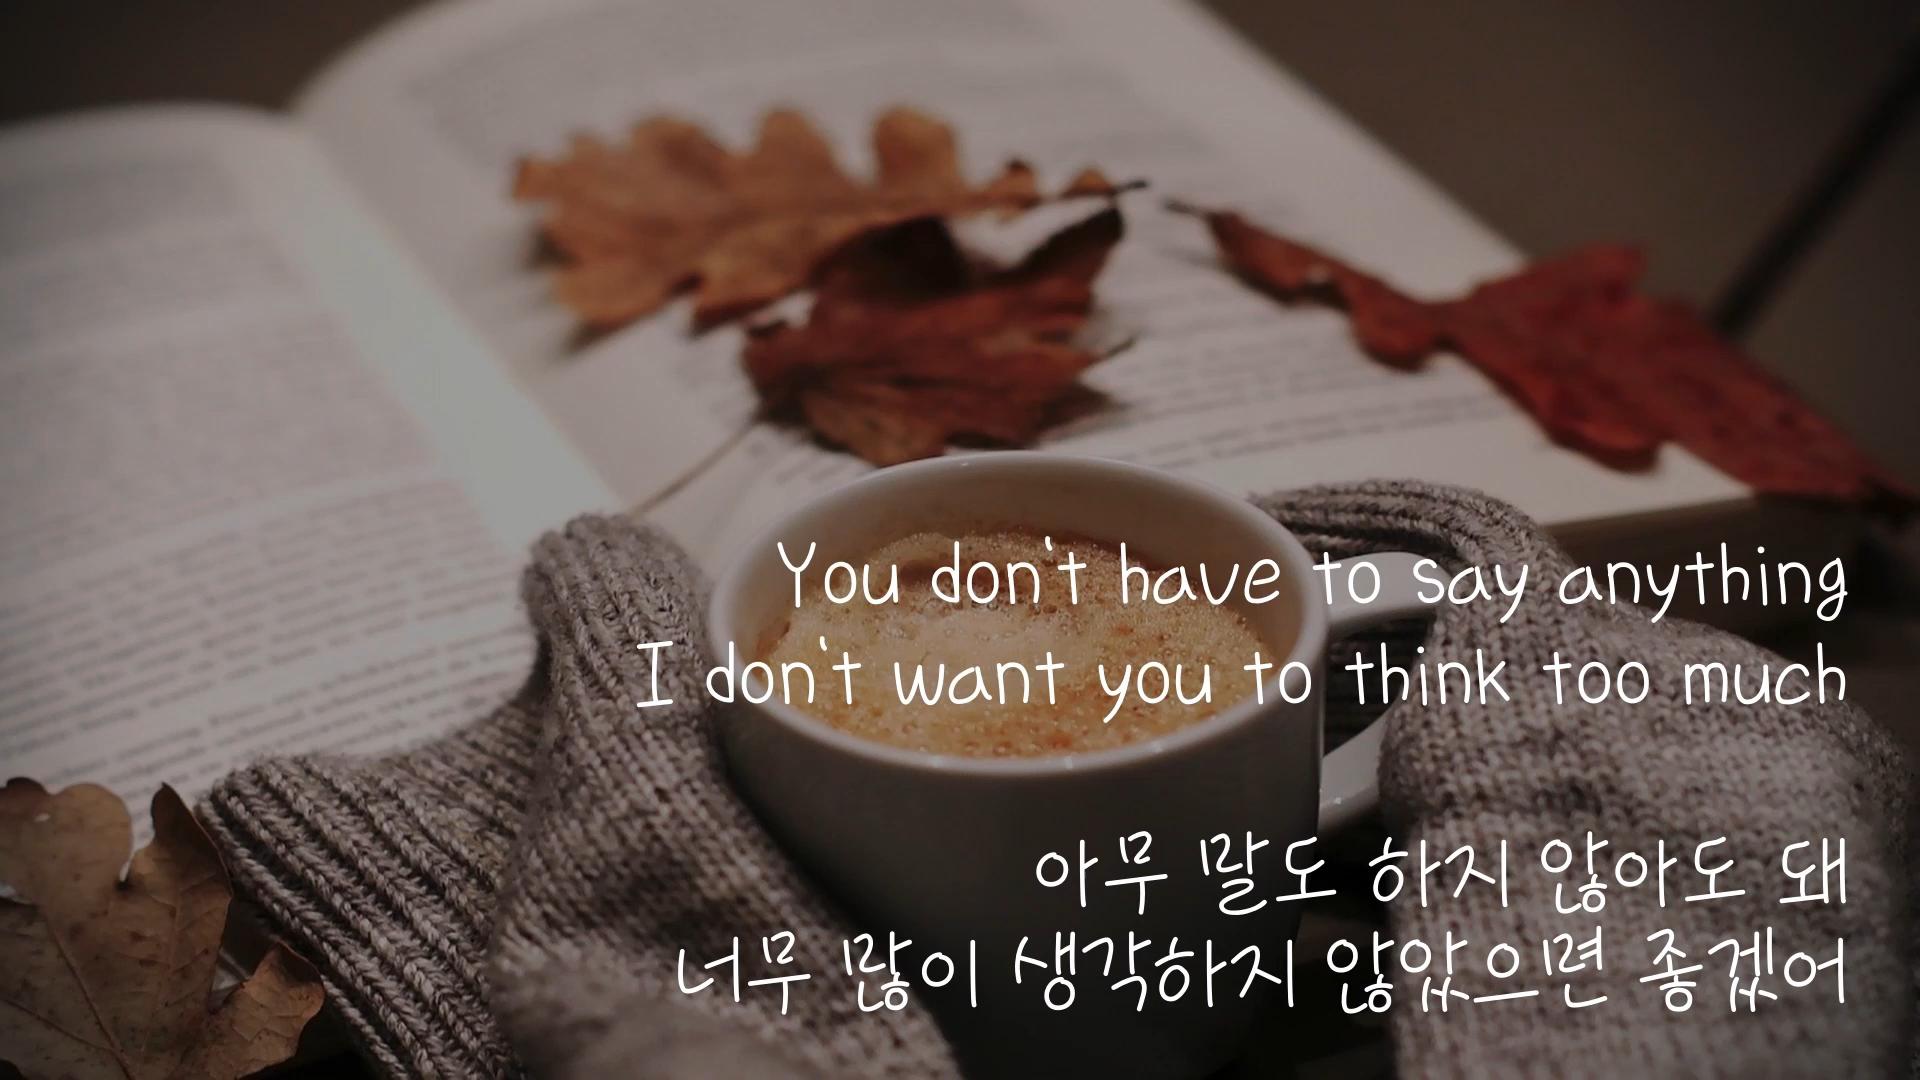 You don't have to say anything
I don't want you to think too much
아무 말도 하지 않아도 돼
너무 많이 생각하지 않았으면 좋겠어